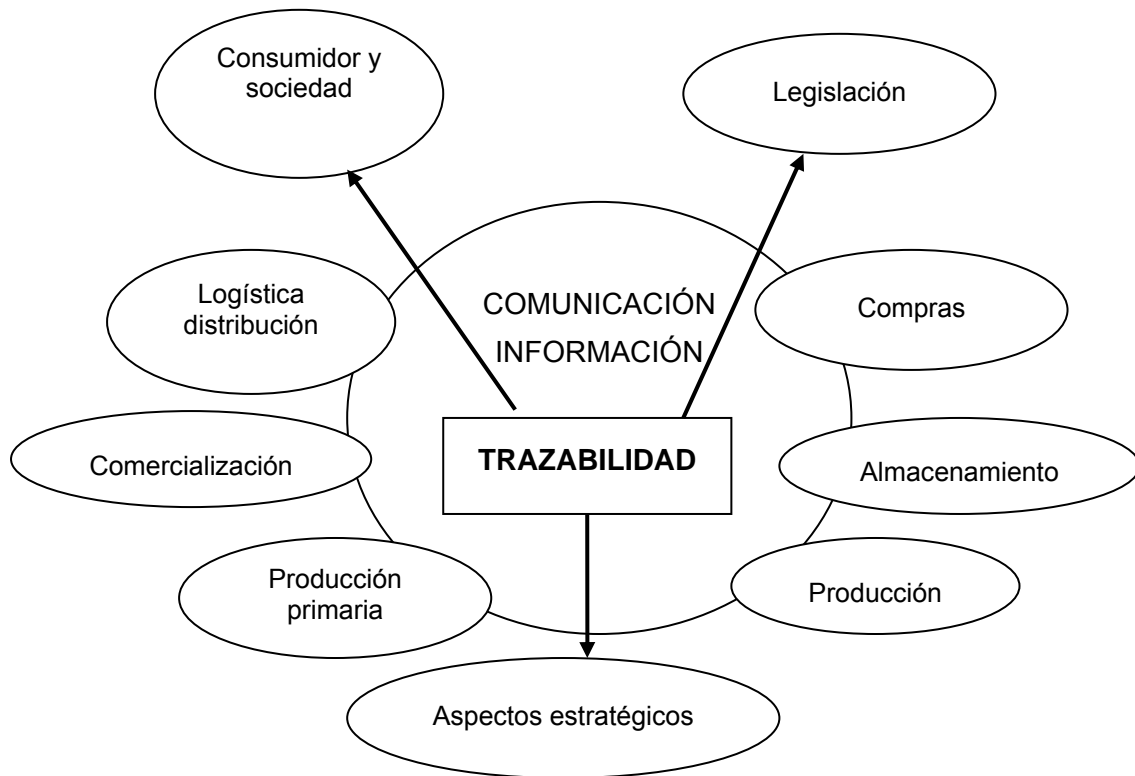 Consumidor y
sociedad
Legislación
Logística
distribución
COMUNICACIÓN
INFORMACIÓN
Compras
Comercialización
TRAZABILIDAD
Almacenamiento
Producción
primaria
Producción
Aspectos estratégicos